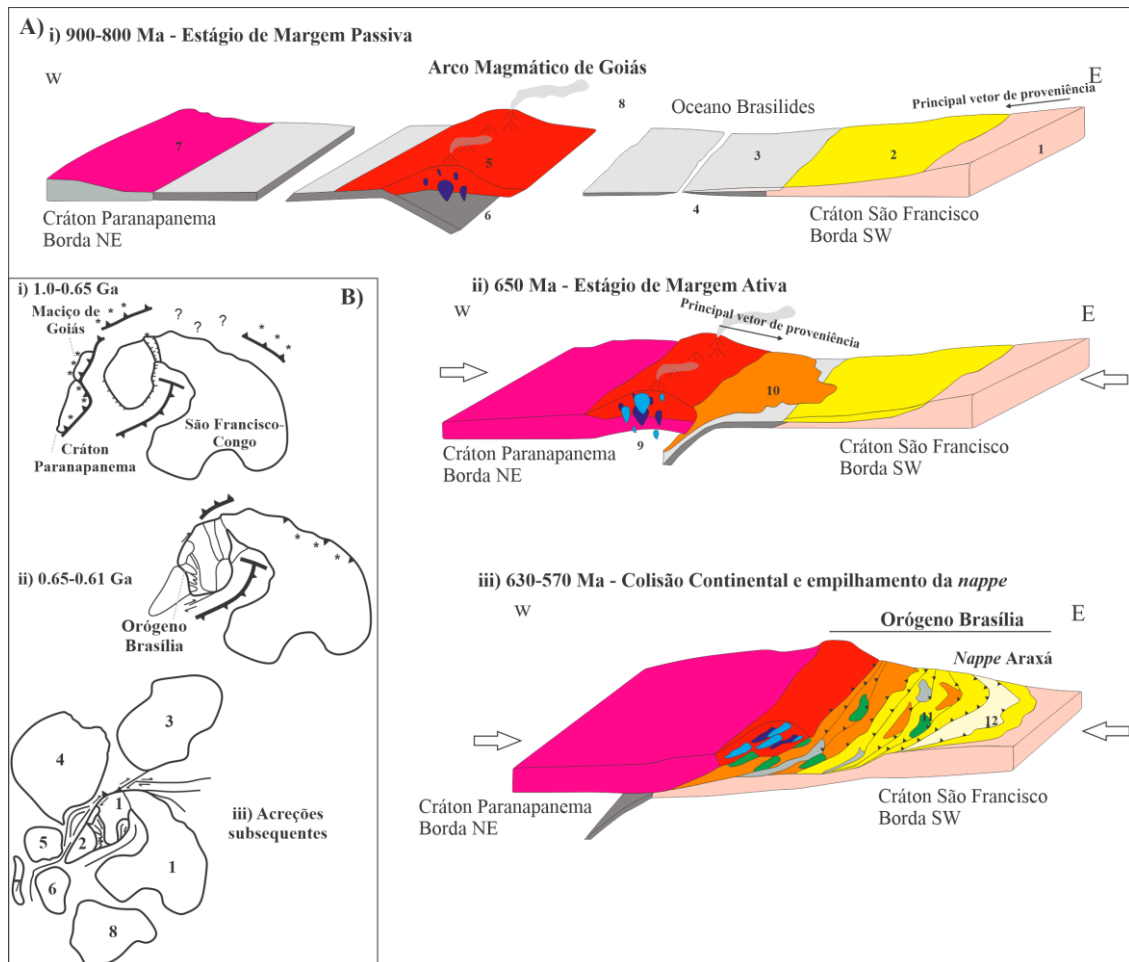 A) i) 900-800 Ma - Estágio de Margem Passiva
W
Arco Magmático de Goiás
8
Oceano Brasilides
Principal vetor de proveniência
E
7
5
6
3
4
2
1
Cráton Paranapanema
Borda NE
Cráton São Francisco
Borda SW
ii) 650 Ma - Estágio de Margem Ativa
W
Principal vetor de proveniência
E
10
9
Cráton Paranapanema
Borda NE
Cráton São Francisco
Borda SW
iii) 630-570 Ma - Colisão Continental e empilhamento da nappe
W
Orógeno Brasília
E
Nappe Araxá
11
12
Cráton Paranapanema
Borda NE
Cráton São Francisco
Borda SW
B)
i) 1.0-0.65 Ga
Maciço de
Goiás
? ? ?
São Francisco-
Congo
Cráton
Paranapanema
ii) 0.65-0.61 Ga
Orógeno
Brasília
3
4
1
iii) Acreções
subsequentes
5
2
1
6
8